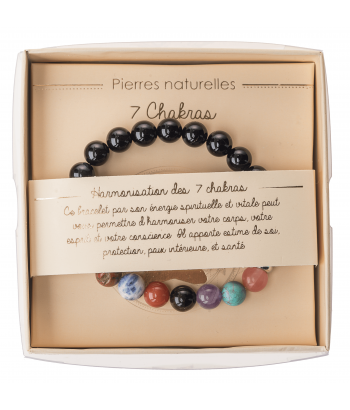 Pierres naturelles
7 Chakras
Harmonisation des 7 chakras
Ce bracelet par son énergie spirituelle et vitale peut
vous permettre d'harmoniser votre corps, votre
esprit et votre conscience. Il apporte estime de soi,
protection, paix intérieure, et santé